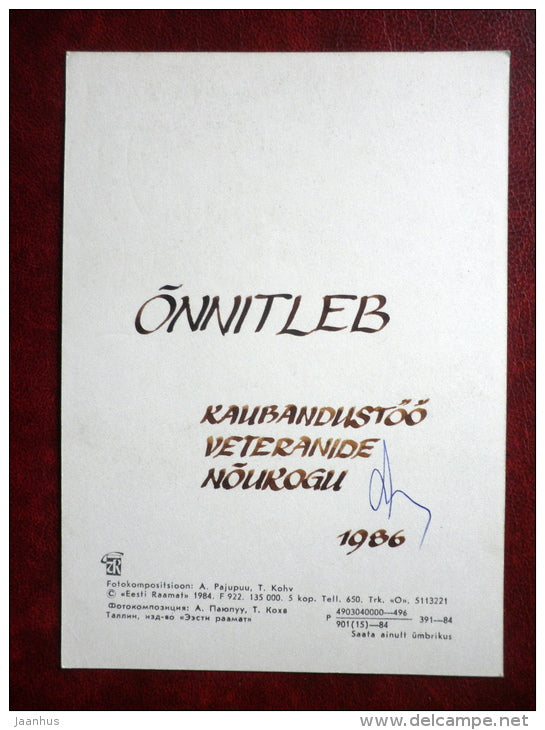 ÕNNITLEB
KAUBANDUSTÖÖ
VETERANIDE
NÕUKOGU
1986
Fotokompositsioon: A. Pajupuu, T. Kohv
© «Eesti Raamat» 1984. F 922. 135 000. 5 kop. Tell. 650. Trk. «O». 5113221
Фотокомпозиция: А. Паюпуу, Т. Кохв
Таллин, изд-во «Ээсти раамат»
Р 4903040000—496 391—84
901(15)—84
Saata ainult ümbrikus
jaanhus
www.delcampe.net